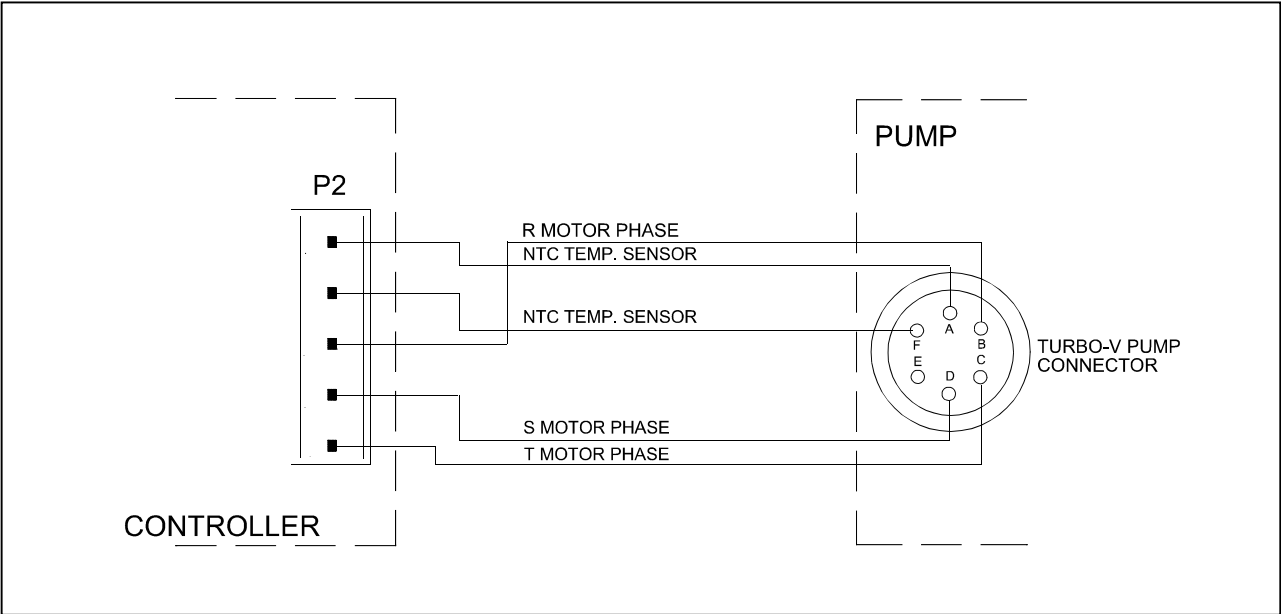 PUMP
P2
R MOTOR PHASE
NTC TEMP. SENSOR
NTC TEMP. SENSOR
A
F
B
E
C
D
TURBO-V PUMP
CONNECTOR
S MOTOR PHASE
T MOTOR PHASE
CONTROLLER